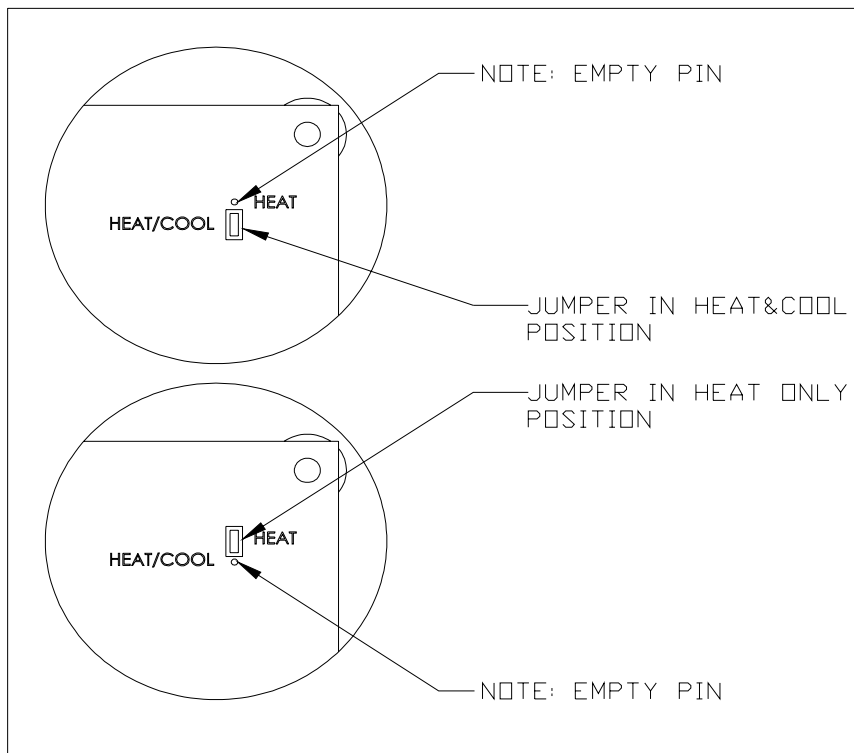 NOTE: EMPTY PIN
HEAT
HEAT/COOL
JUMPER IN HEAT&COOL
POSITION
JUMPER IN HEAT ONLY
POSITION
HEAT
HEAT/COOL
NOTE: EMPTY PIN